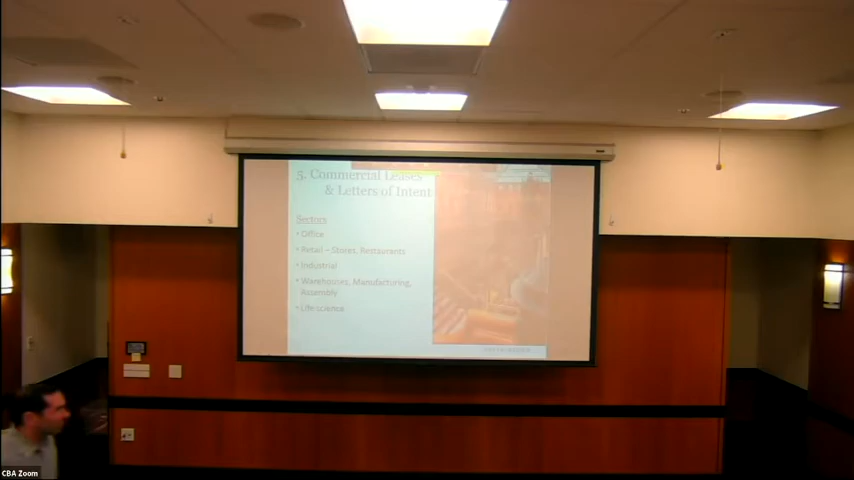 5. Commercial Leases
& Letters of Intent
Sectors
• Office
• Retail – Stores, Restaurants
• Industrial
• Warehouses, Manufacturing,
Assembly
• Life science
CBA Zoom